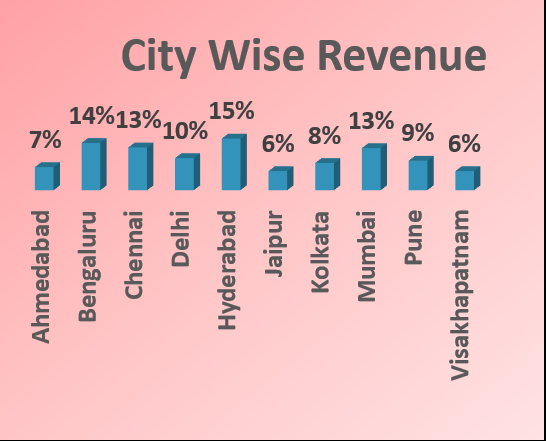 City Wise Revenue
7%
14%
13%
10%
15%
6%
8%
13%
9%
6%
Ahmedabad
Bengaluru
Chennai
Delhi
Hyderabad
Jaipur
Kolkata
Mumbai
Pune
Visakhapatnam